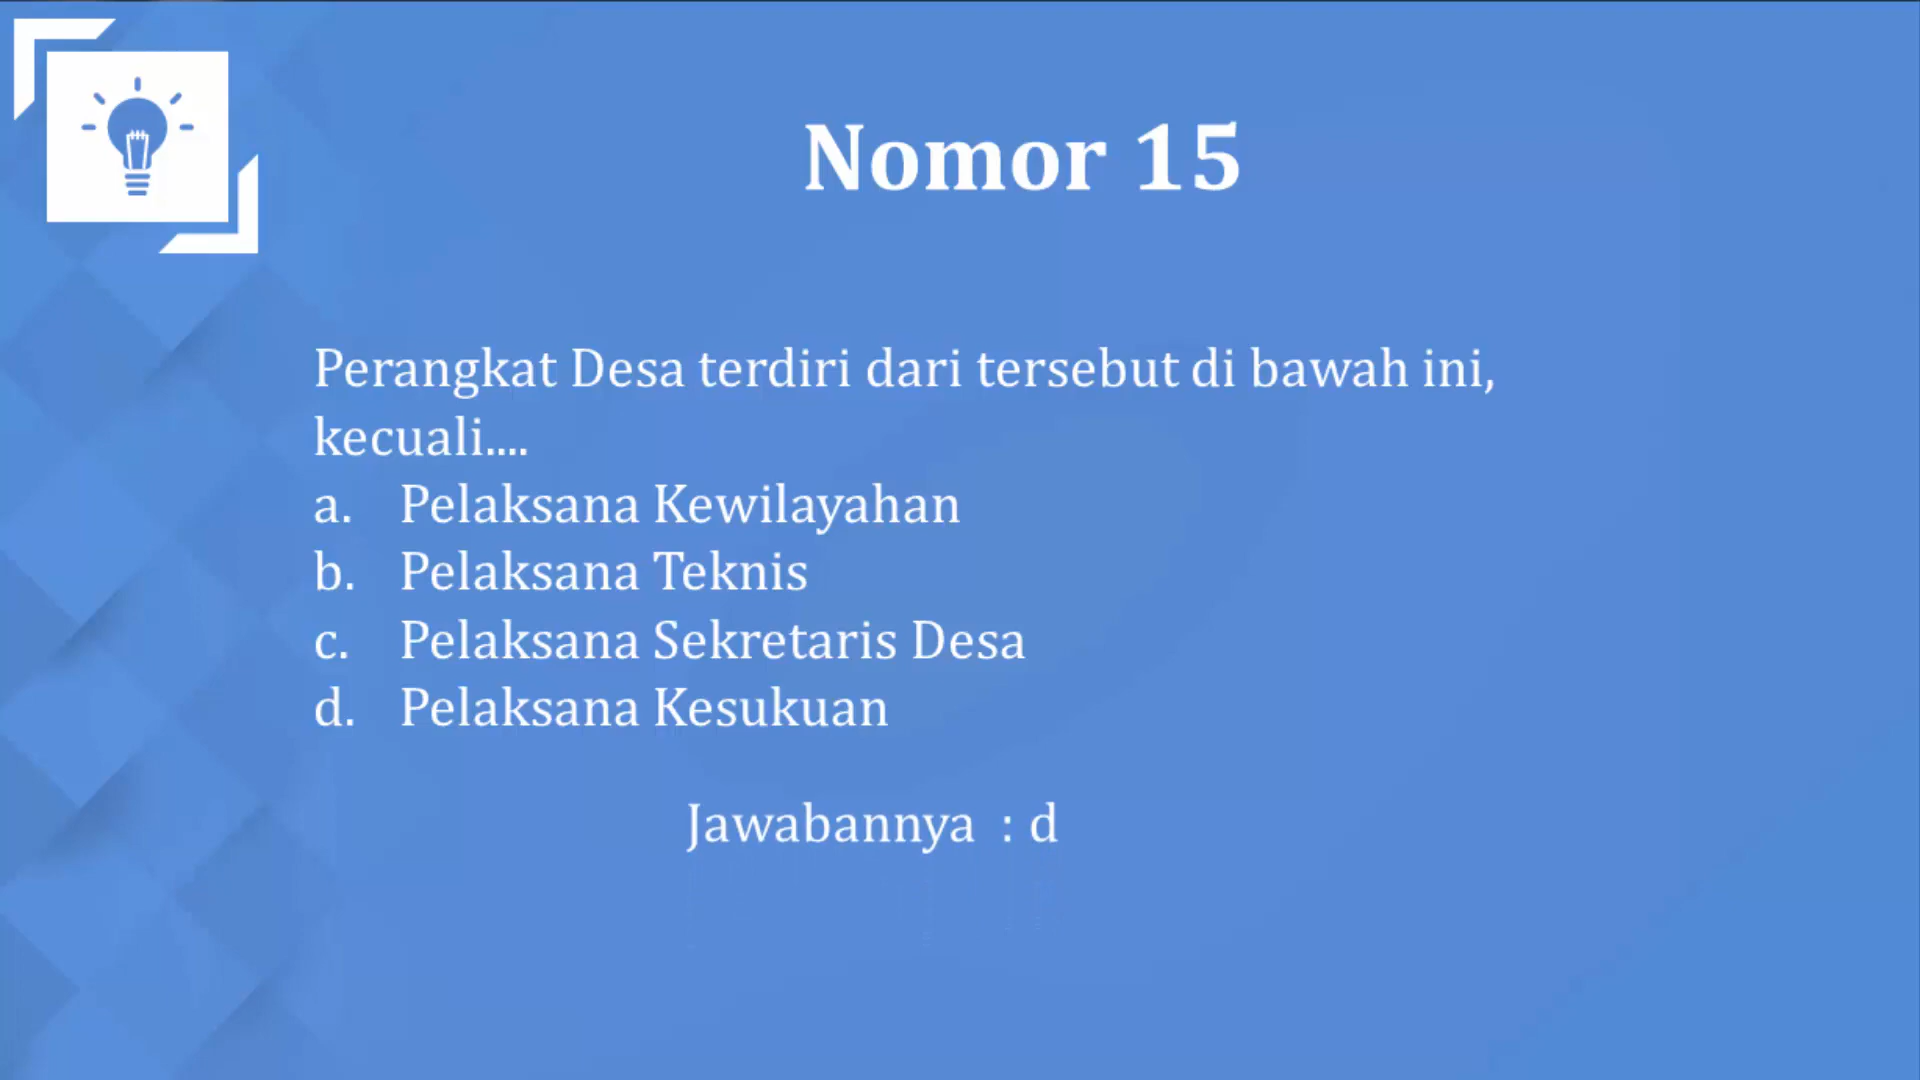 Nomor 15
Perangkat Desa terdiri dari tersebut di bawah ini,
kecuali....
a. Pelaksana Kewilayahan
b. Pelaksana Teknis
c. Pelaksana Sekretaris Desa
d. Pelaksana Kesukuan
Jawabannya : d